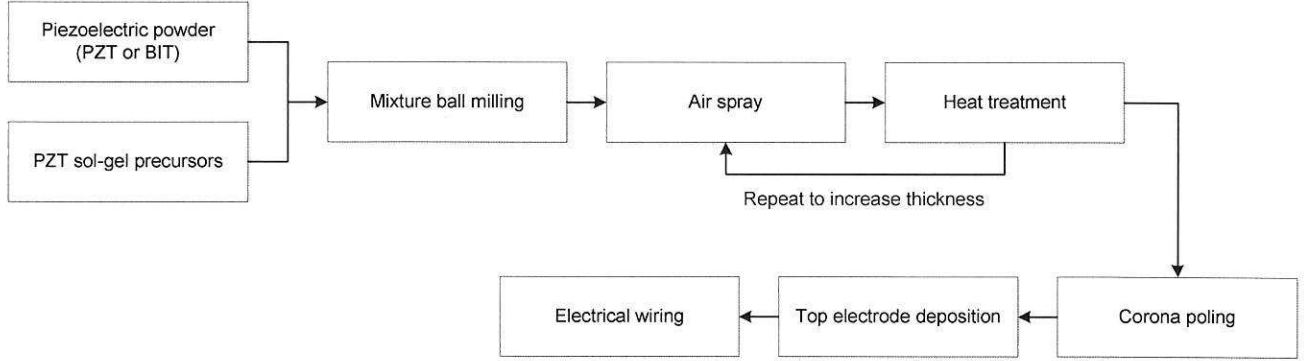 Piezoelectric powder
(PZT or BIT)
PZT sol-gel precursors
Mixture ball milling
Air spray
Heat treatment
Repeat to increase thickness
Corona poling
Top electrode deposition
Electrical wiring